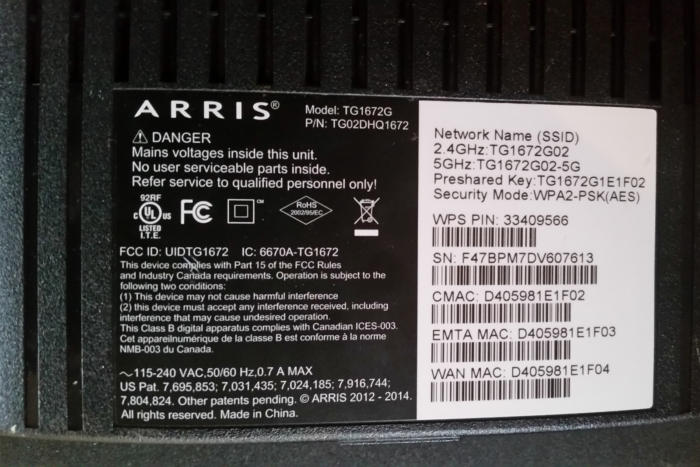 ARRIS®
Model: TG1672G
P/N: TG02DHQ1672
⚠ DANGER
Mains voltages inside this unit.
No user serviceable parts inside.
Refer service to qualified personnel only!
92RF
c UL us
LISTED
I.T.E.
FC
™
RoHS
2002/95/EC
FCC ID: UIDTG1672 IC: 6670A-TG1672
This device complies with Part 15 of the FCC Rules
and Industry Canada requirements. Operation is subject to the
following two conditions:
(1) This device may not cause harmful interference
(2) this device must accept any interference received, including
interference that may cause undesired operation.
This Class B digital apparatus complies with Canadian ICES-003.
Cet appareilnumérique de la classe B est conforme à la norme
NMB-003 du Canada.
~115-240 VAC,50/60 Hz,0.7 A MAX
US Pat. 7,695,853; 7,031,435; 7,024,185; 7,916,744;
7,804,824. Other patents pending. © ARRIS 2012 - 2014.
All rights reserved. Made in China.
Network Name (SSID)
2.4GHz:TG1672G02
5GHz:TG1672G02-5G
Preshared Key:TG1672G1E1F02
Security Mode:WPA2-PSK(AES)
WPS PIN: 33409566
SN: F47BPM7DV607613
CMAC: D405981E1F02
EMTA MAC: D405981E1F03
WAN MAC: D405981E1F04